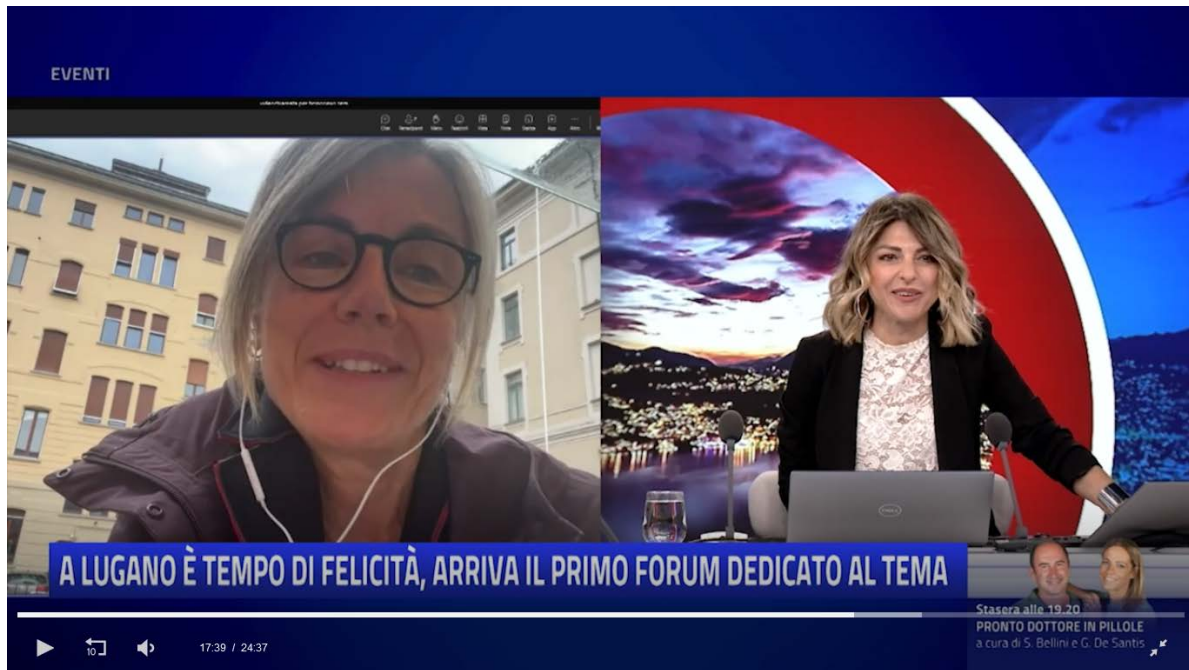 EVENTI
Chat
A LUGANO È TEMPO DI FELICITÀ, ARRIVA IL PRIMO FORUM DEDICATO AL TEMA
Stasera alle 19.20
PRONTO DOTTORE IN PILLOLE
a cura di S. Bellini e G. De Santis
10
17:39 / 24:37